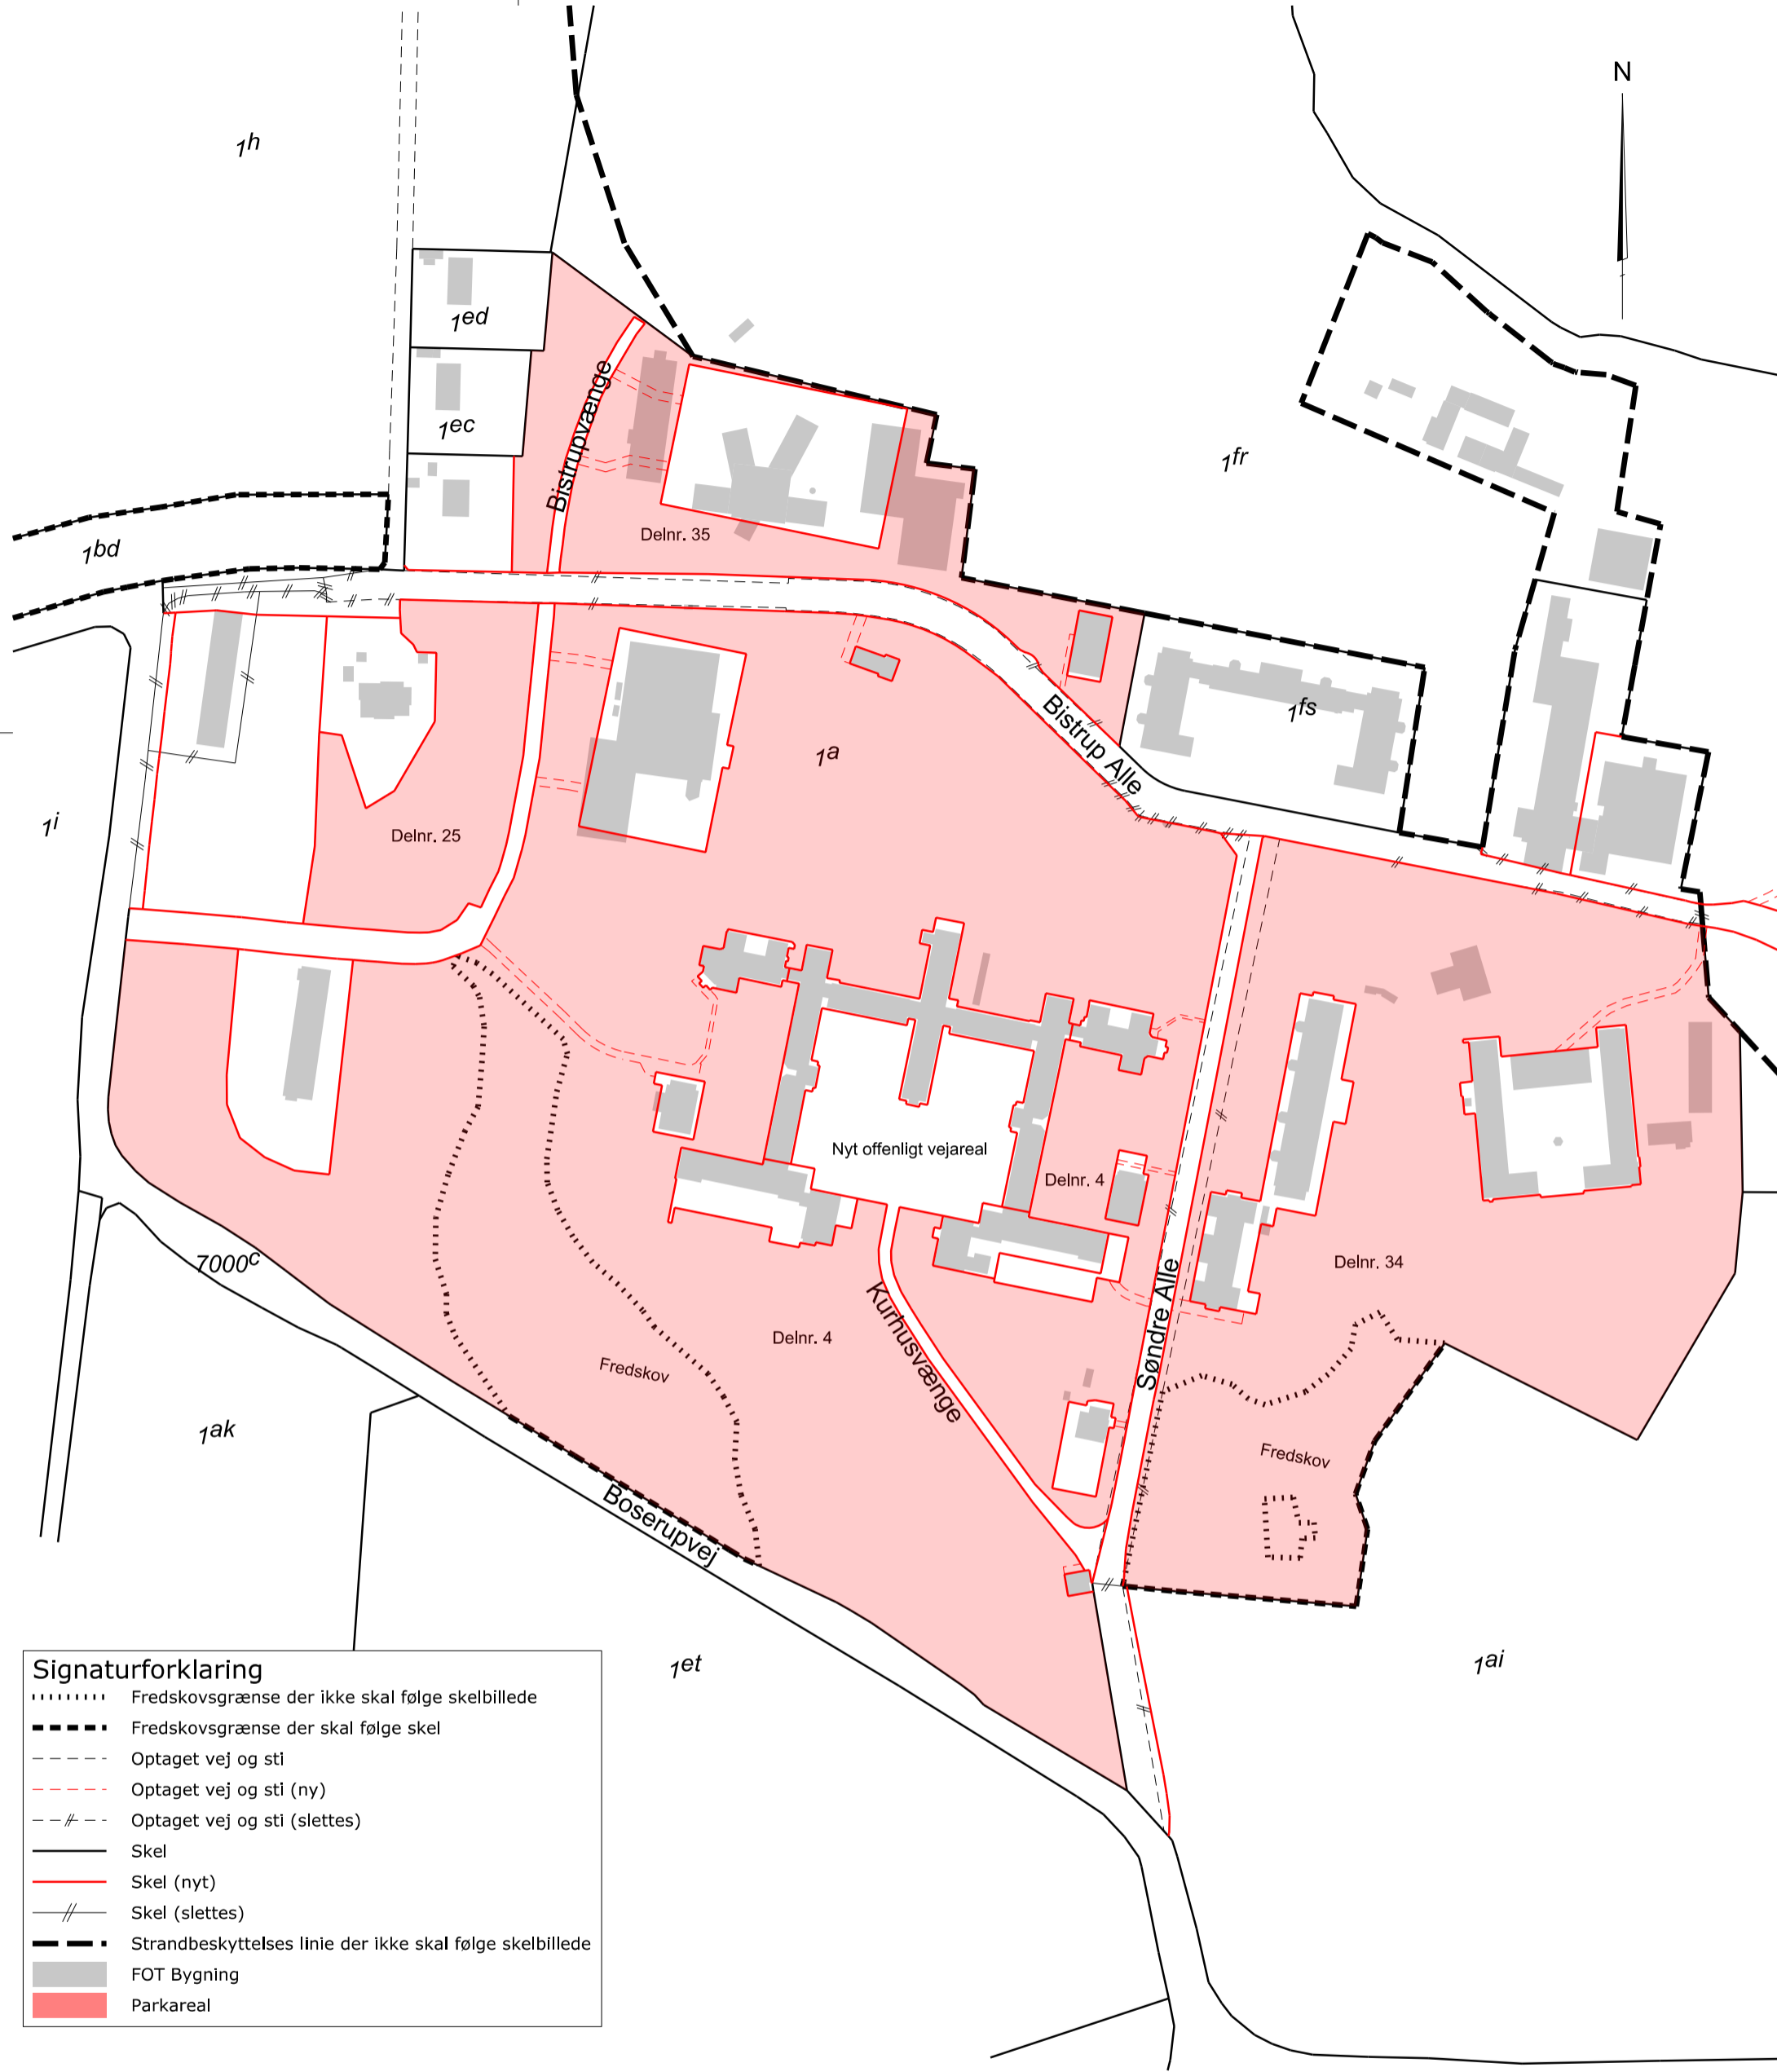 N
1h
1ed
1ec
1fr
Bistrupvænge
Delnr. 35
1bd
1fs
Bistrup Alle
1a
1i
Delnr. 25
Nyt offenligt vejareal
Delnr. 4
Delnr. 34
7000c
Søndre Alle
Kurhusvænge
Delnr. 4
Fredskov
Fredskov
1ak
Boserupvej
1et
1ai
Signaturforklaring
Fredskovsgrænse der ikke skal følge skelbillede
Fredskovsgrænse der skal følge skel
Optaget vej og sti
Optaget vej og sti (ny)
Optaget vej og sti (slettes)
Skel
Skel (nyt)
Skel (slettes)
Strandbeskyttelses linie der ikke skal følge skelbillede
FOT Bygning
Parkareal